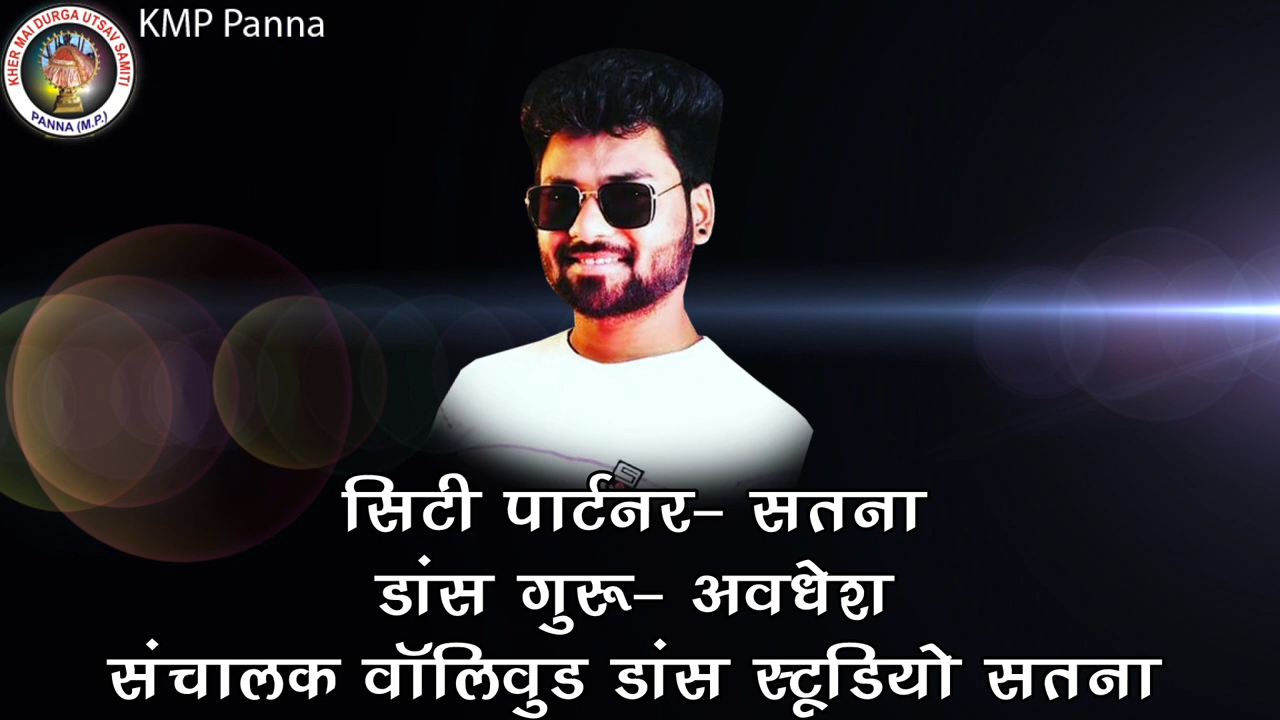 KHER MAI DURGA UTSAV SAMITI
PANNA (M.P.)
KMP Panna
सिटी पार्टनर– सतना
डांस गुरू– अवधेश
संचालक वॉलिवुड डांस स्टूडियो सतना